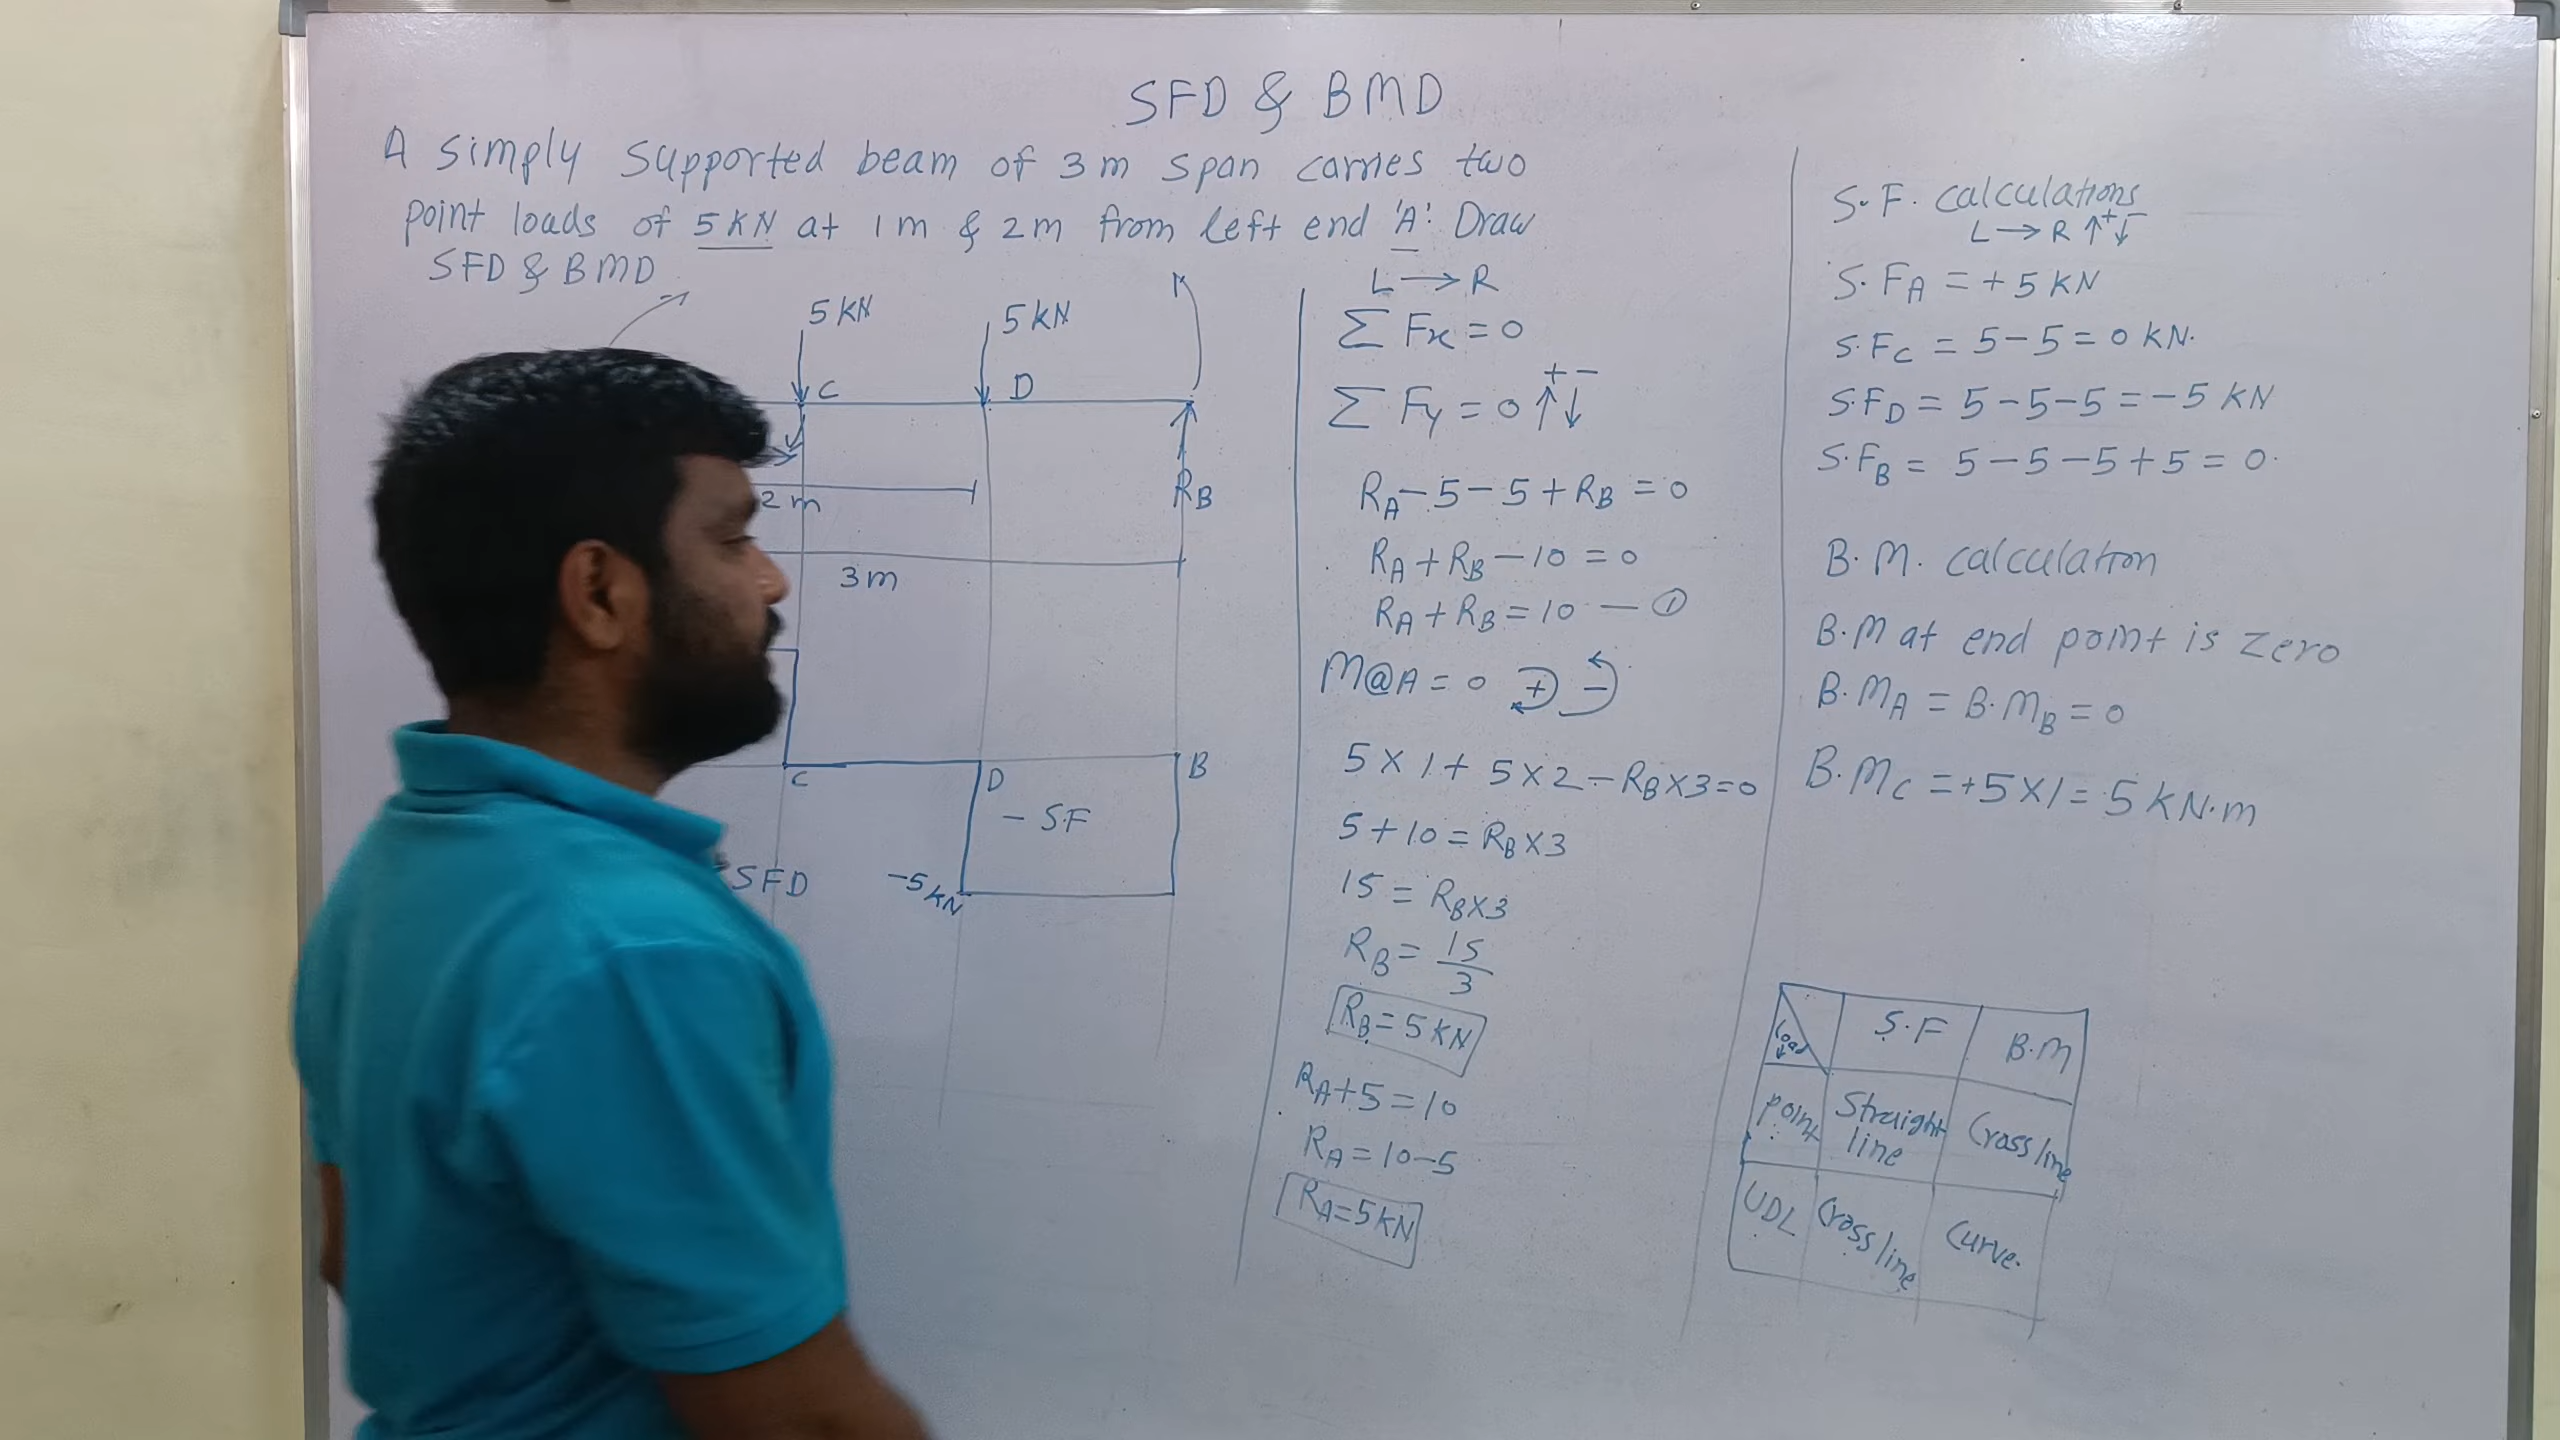 SFD & BMD
A simply supported beam of 3m span carries two
point loads of 5 KN at 1m & 2m from left end 'A'. Draw
SFD & BMD
5 KN
5 KN
C
D
2 m
RB
3 m
C
D
B
- S.F
SFD
-5 KN
L → R
∑ Fx = 0
+ -
∑ Fy = 0 ↑↓
RA - 5 - 5 + RB = 0
RA + RB - 10 = 0
RA + RB = 10 — ①
M@A = 0 + -
5 × 1 + 5 × 2 - RB × 3 = 0
5 + 10 = RB × 3
15 = RB × 3
RB = 15/3
RB = 5 KN
RA + 5 = 10
RA = 10 - 5
RA = 5 KN
S.F. calculations
L → R ↑+ ↓-
S.FA = + 5 KN
S.FC = 5 - 5 = 0 KN.
S.FD = 5 - 5 - 5 = - 5 KN
S.FB = 5 - 5 - 5 + 5 = 0.
B.M. calculation
B.M at end point is zero
B.MA = B.MB = 0
B.MC = +5 × 1 = 5 KN.m
Load ↓ S.F B.M
point Straight line Cross line
UDL Cross line Curve.